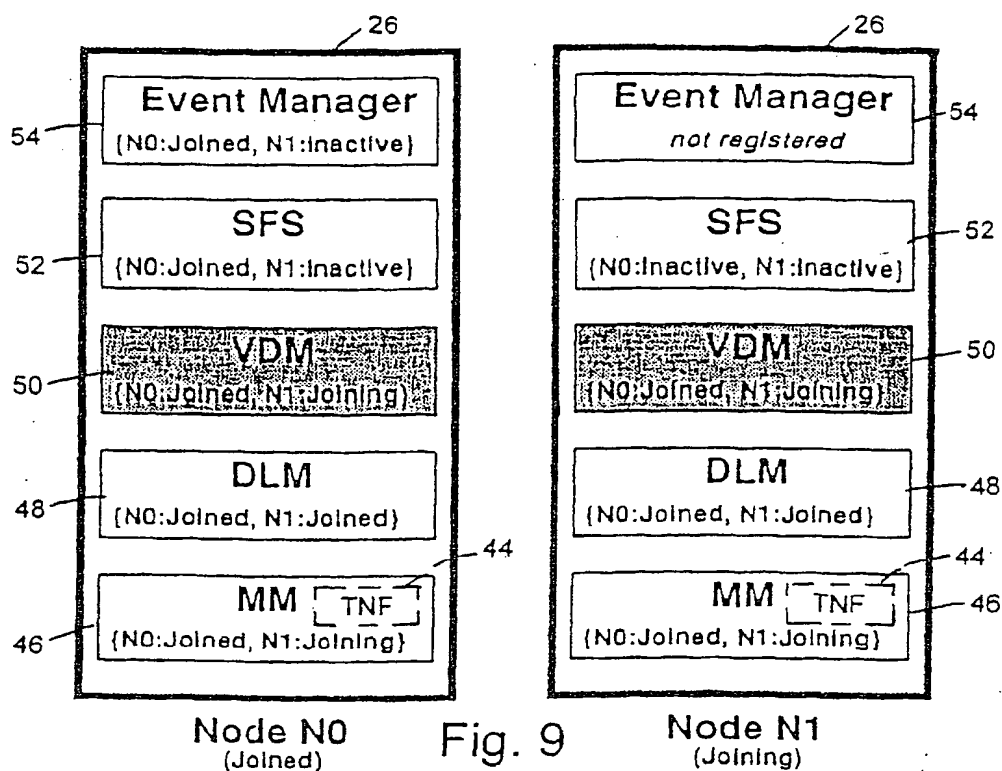 26
Event Manager
54
{N0:Joined, N1:Inactive}
SFS
52
{N0:Joined, N1:Inactive}
VDM
50
{N0:Joined, N1:Joining}
DLM
48
{N0:Joined, N1:Joined}
44
MM
TNF
46
{N0:Joined, N1:Joining}
Node N0
(Joined)
26
Event Manager
54
not registered
SFS
52
{N0:Inactive, N1:Inactive}
VDM
50
{N0:Joined, N1:Joining}
DLM
48
{N0:Joined, N1:Joined}
44
MM
TNF
46
{N0:Joined, N1:Joining}
Node N1
(Joining)
Fig. 9